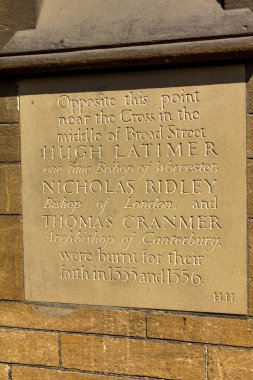 Opposite this point
near the Cross in the
middle of Broad Street
HUGH LATIMER
one time Bishop of Worcester,
NICHOLAS RIDLEY
Bishop of London, and
THOMAS CRANMER
Archbishop of Canterbury,
were burnt for their
faith in 1555 and 1556.